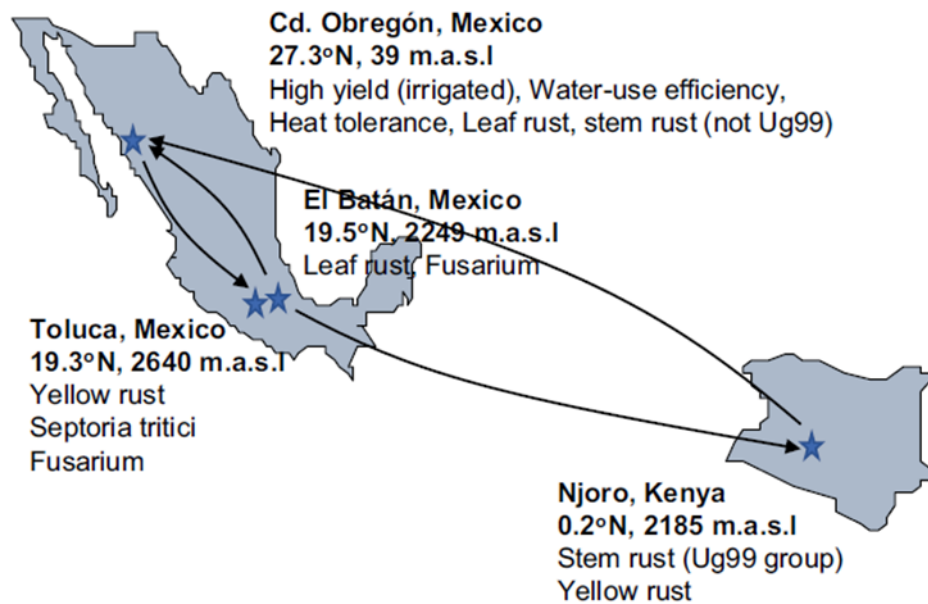 Cd. Obregón, Mexico
27.3°N, 39 m.a.s.l
High yield (irrigated), Water-use efficiency,
Heat tolerance, Leaf rust, stem rust (not Ug99)
El Batán, Mexico
19.5°N, 2249 m.a.s.l
Leaf rust, Fusarium
Toluca, Mexico
19.3°N, 2640 m.a.s.l
Yellow rust
Septoria tritici
Fusarium
Njoro, Kenya
0.2°N, 2185 m.a.s.l
Stem rust (Ug99 group)
Yellow rust